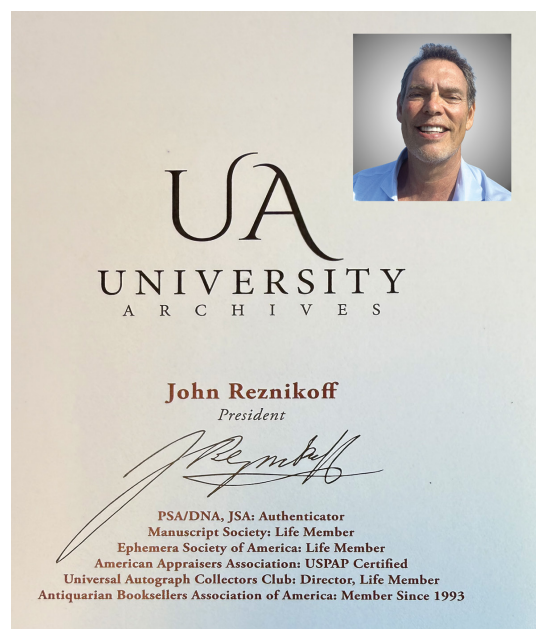 UA
UNIVERSITY
ARCHIVES
John Reznikoff
President
J Reznikoff
PSA/DNA, JSA: Authenticator
Manuscript Society: Life Member
Ephemera Society of America: Life Member
American Appraisers Association: USPAP Certified
Universal Autograph Collectors Club: Director, Life Member
Antiquarian Booksellers Association of America: Member Since 1993